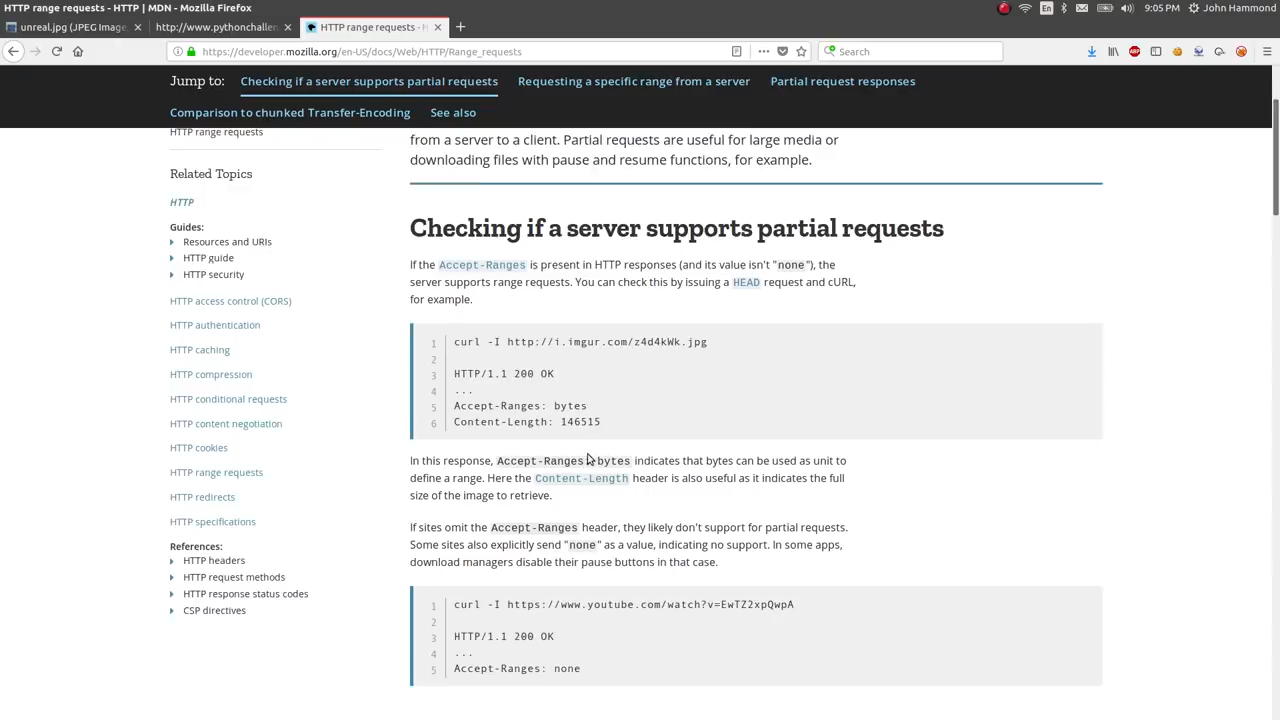 HTTP range requests - HTTP | MDN - Mozilla Firefox
En
9:05 PM
John Hammond
unreal.jpg (JPEG Image,
http://www.pythonchallen
HTTP range requests - H
https://developer.mozilla.org/en-US/docs/Web/HTTP/Range_requests
Search
ABP
Jump to:
Checking if a server supports partial requests
Requesting a specific range from a server
Partial request responses
Comparison to chunked Transfer-Encoding
See also
HTTP range requests
Related Topics
HTTP
Guides:
Resources and URIs
HTTP guide
HTTP security
HTTP access control (CORS)
HTTP authentication
HTTP caching
HTTP compression
HTTP conditional requests
HTTP content negotiation
HTTP cookies
HTTP range requests
HTTP redirects
HTTP specifications
References:
HTTP headers
HTTP request methods
HTTP response status codes
CSP directives
from a server to a client. Partial requests are useful for large media or
downloading files with pause and resume functions, for example.
Checking if a server supports partial requests
If the Accept-Ranges is present in HTTP responses (and its value isn't "none"), the
server supports range requests. You can check this by issuing a HEAD request and cURL,
for example.
1 curl -I http://i.imgur.com/z4d4kWk.jpg
2
3 HTTP/1.1 200 OK
4 ...
5 Accept-Ranges: bytes
6 Content-Length: 146515
In this response, Accept-Ranges: bytes indicates that bytes can be used as unit to
define a range. Here the Content-Length header is also useful as it indicates the full
size of the image to retrieve.
If sites omit the Accept-Ranges header, they likely don't support for partial requests.
Some sites also explicitly send "none" as a value, indicating no support. In some apps,
download managers disable their pause buttons in that case.
1 curl -I https://www.youtube.com/watch?v=EwTZ2xpQwpA
2
3 HTTP/1.1 200 OK
4 ...
5 Accept-Ranges: none